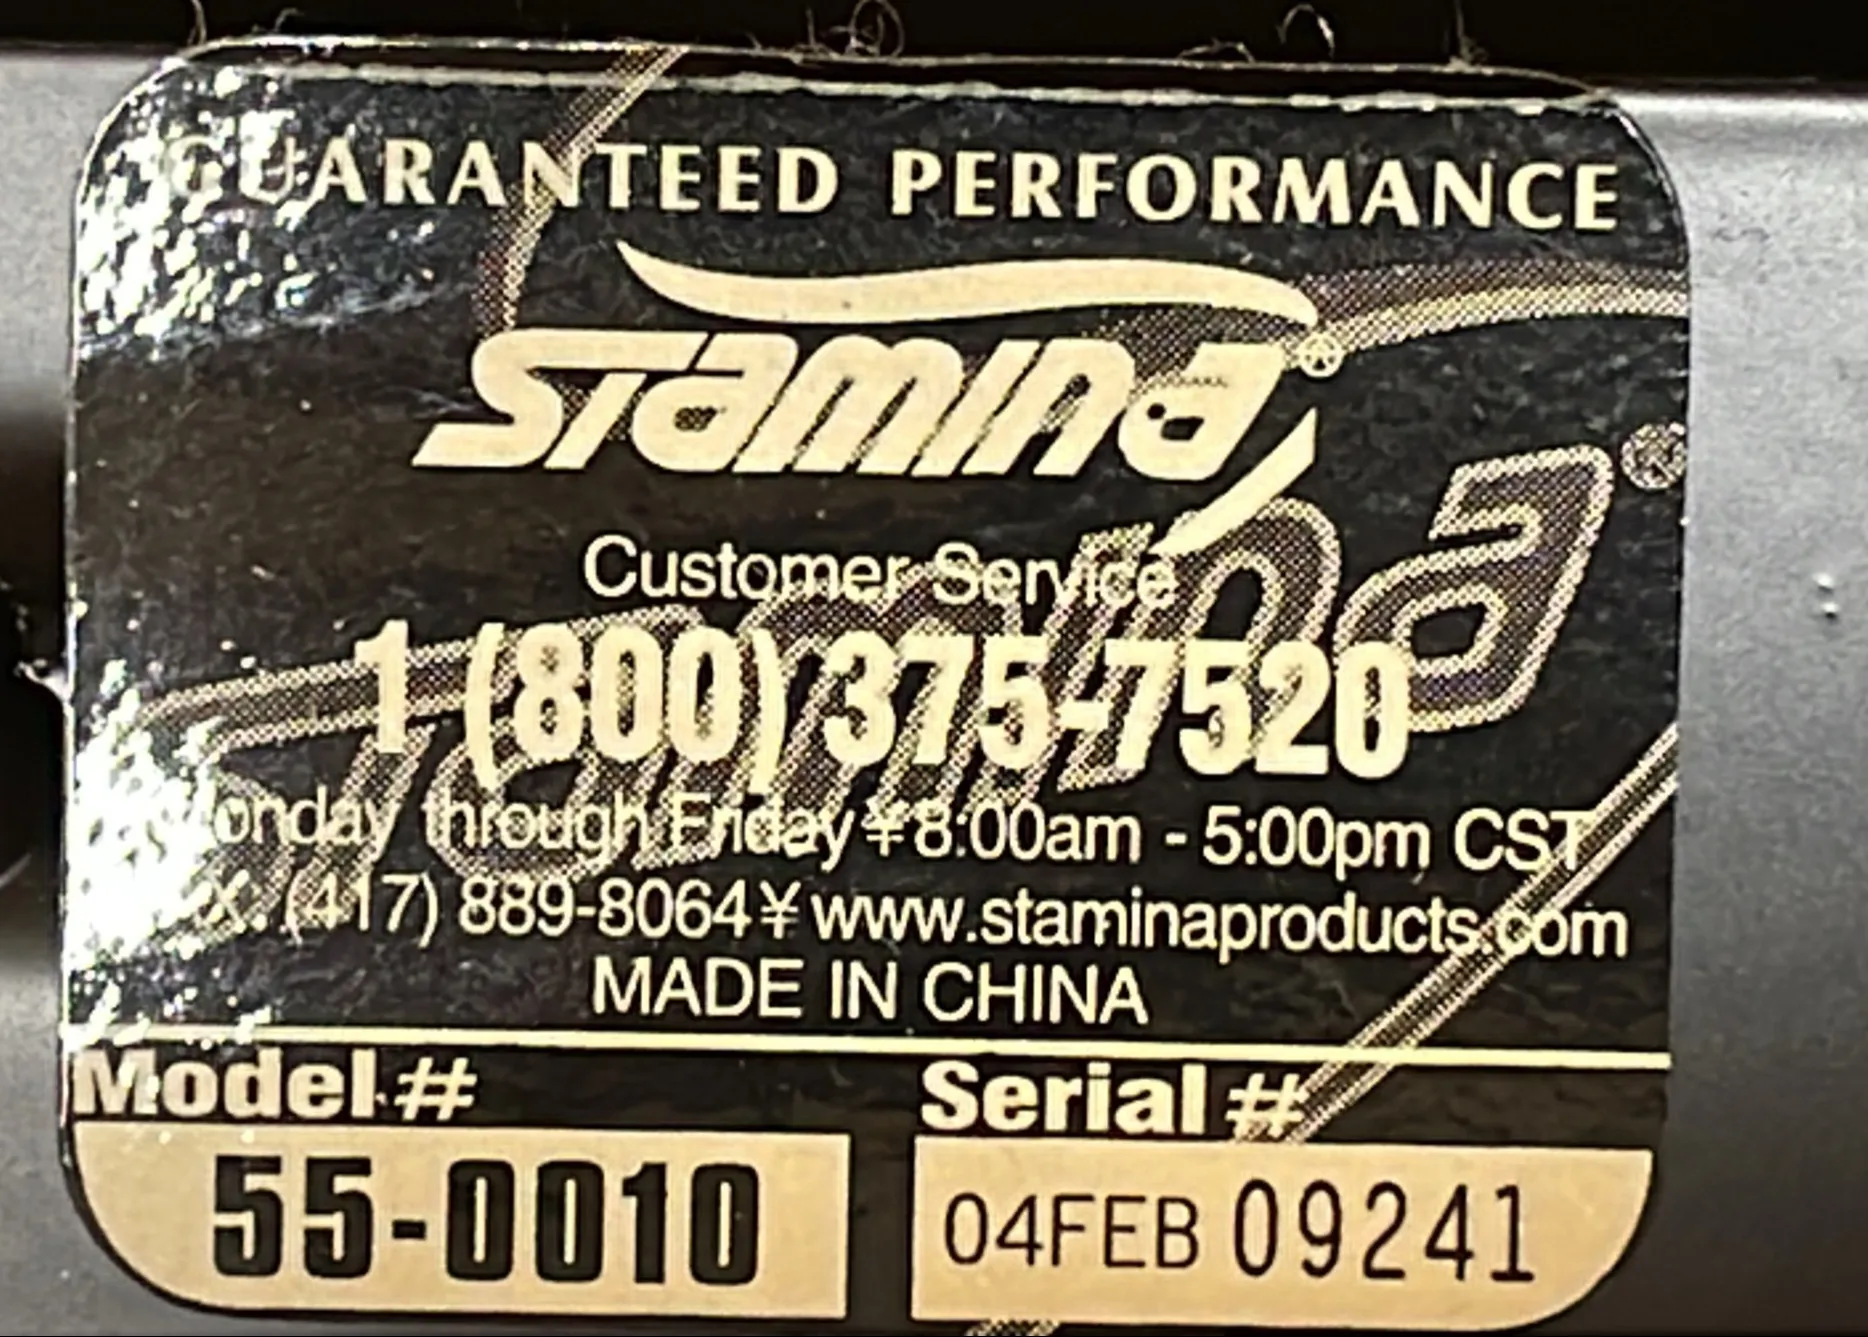 GUARANTEED PERFORMANCE
stamina®
Customer Service
1 (800) 375-7520
through Friday ¥ 8:00am - 5:00pm CST
(417) 889-8064 ¥ www.staminaproducts.com
MADE IN CHINA
Model # Serial #
55-0010 04FEB 09241